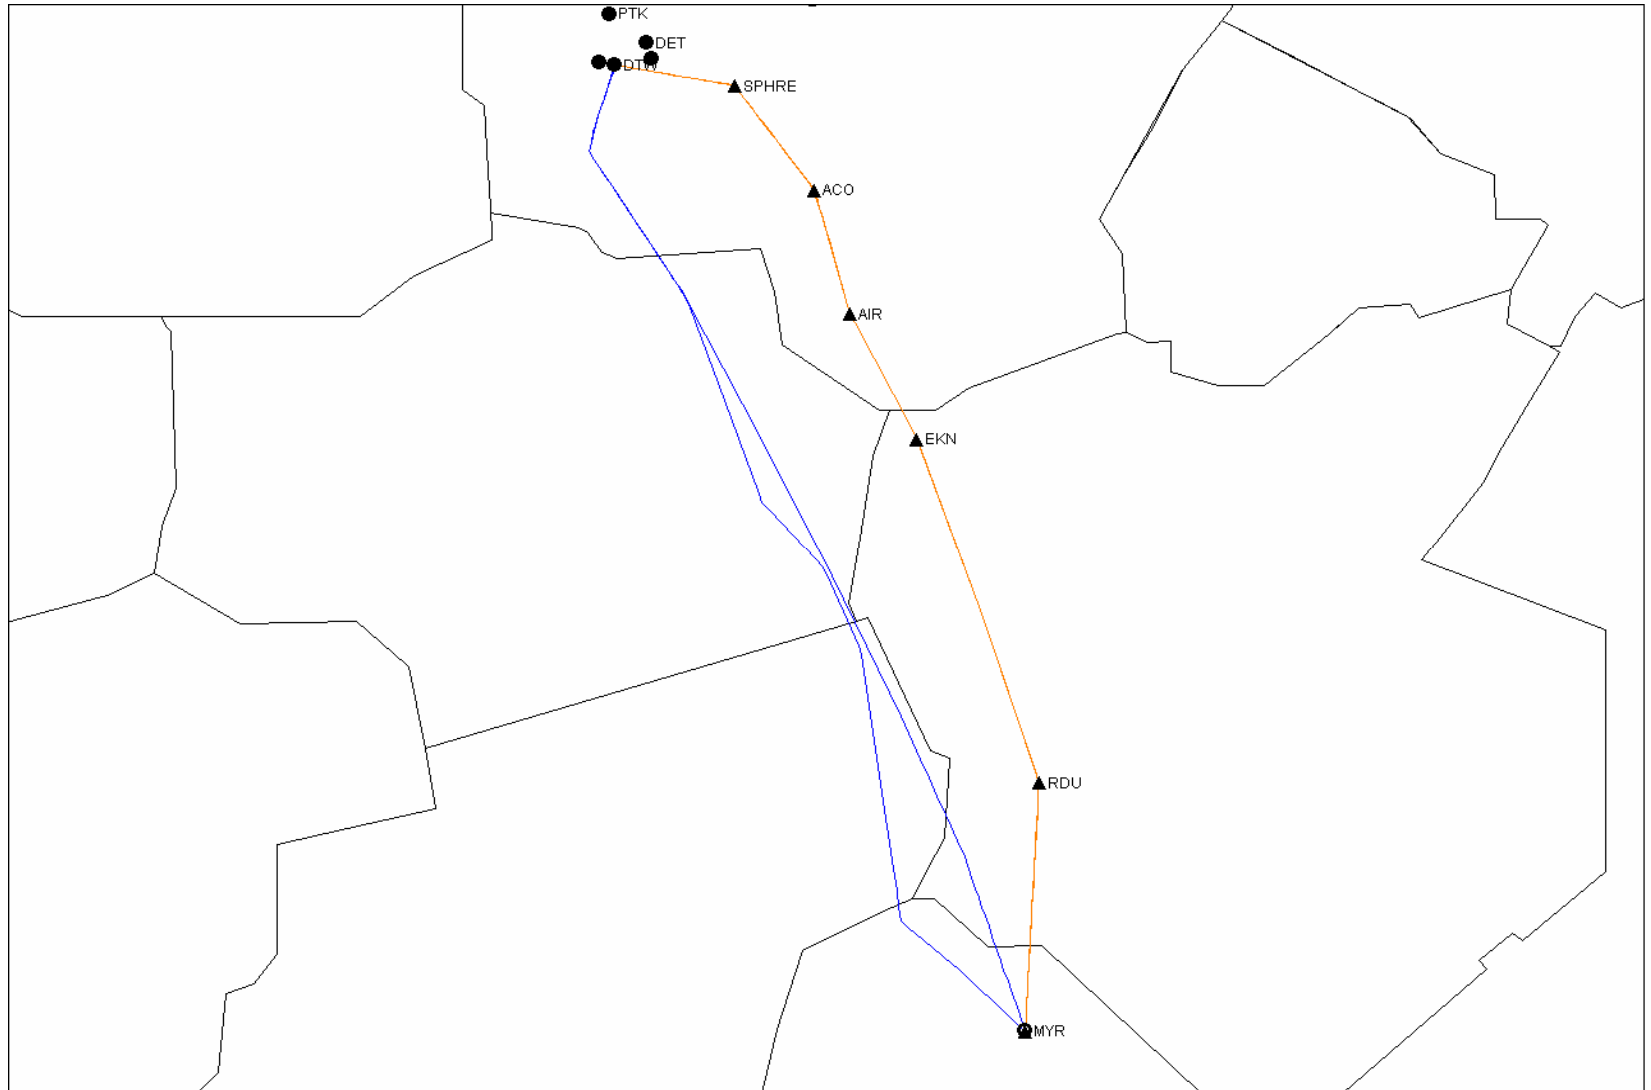 PTK
DET
DTW
SPHRE
ACO
AIR
EKN
RDU
MYR